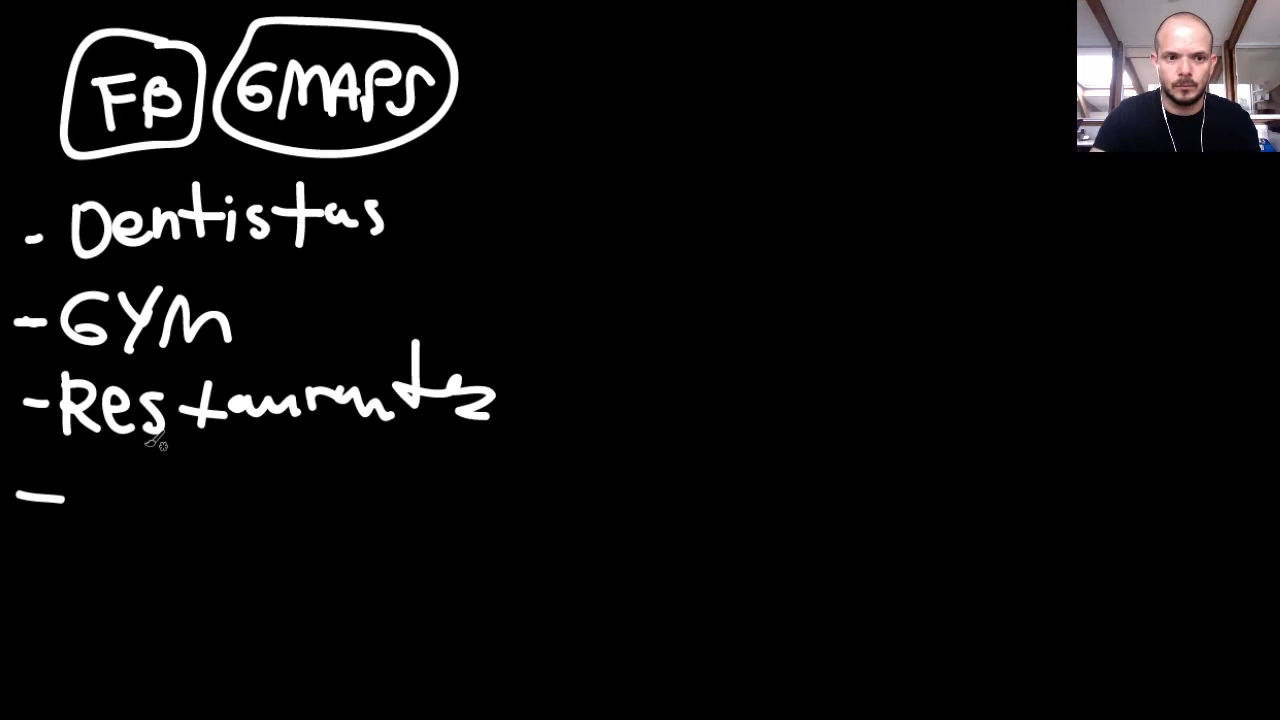 FB GMAPS
- Dentistas
- GYM
- Restaurantes
-